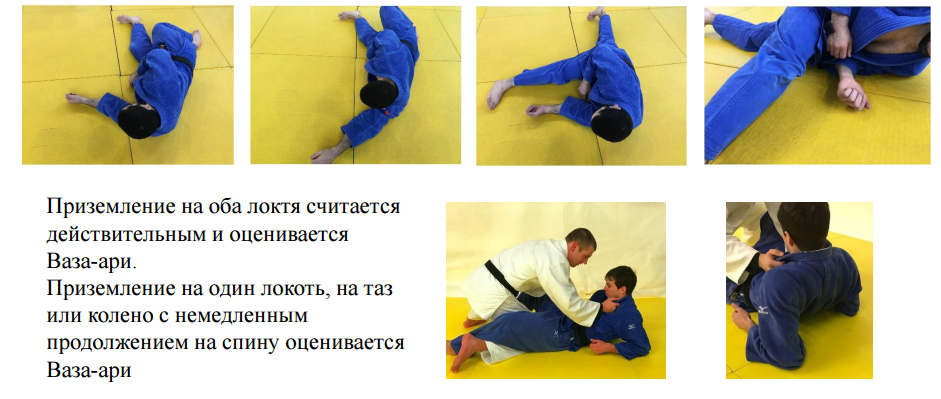 Приземление на оба локтя считается
действительным и оценивается
Ваза-ари.
Приземление на один локоть, на таз
или колено с немедленным
продолжением на спину оценивается
Ваза-ари